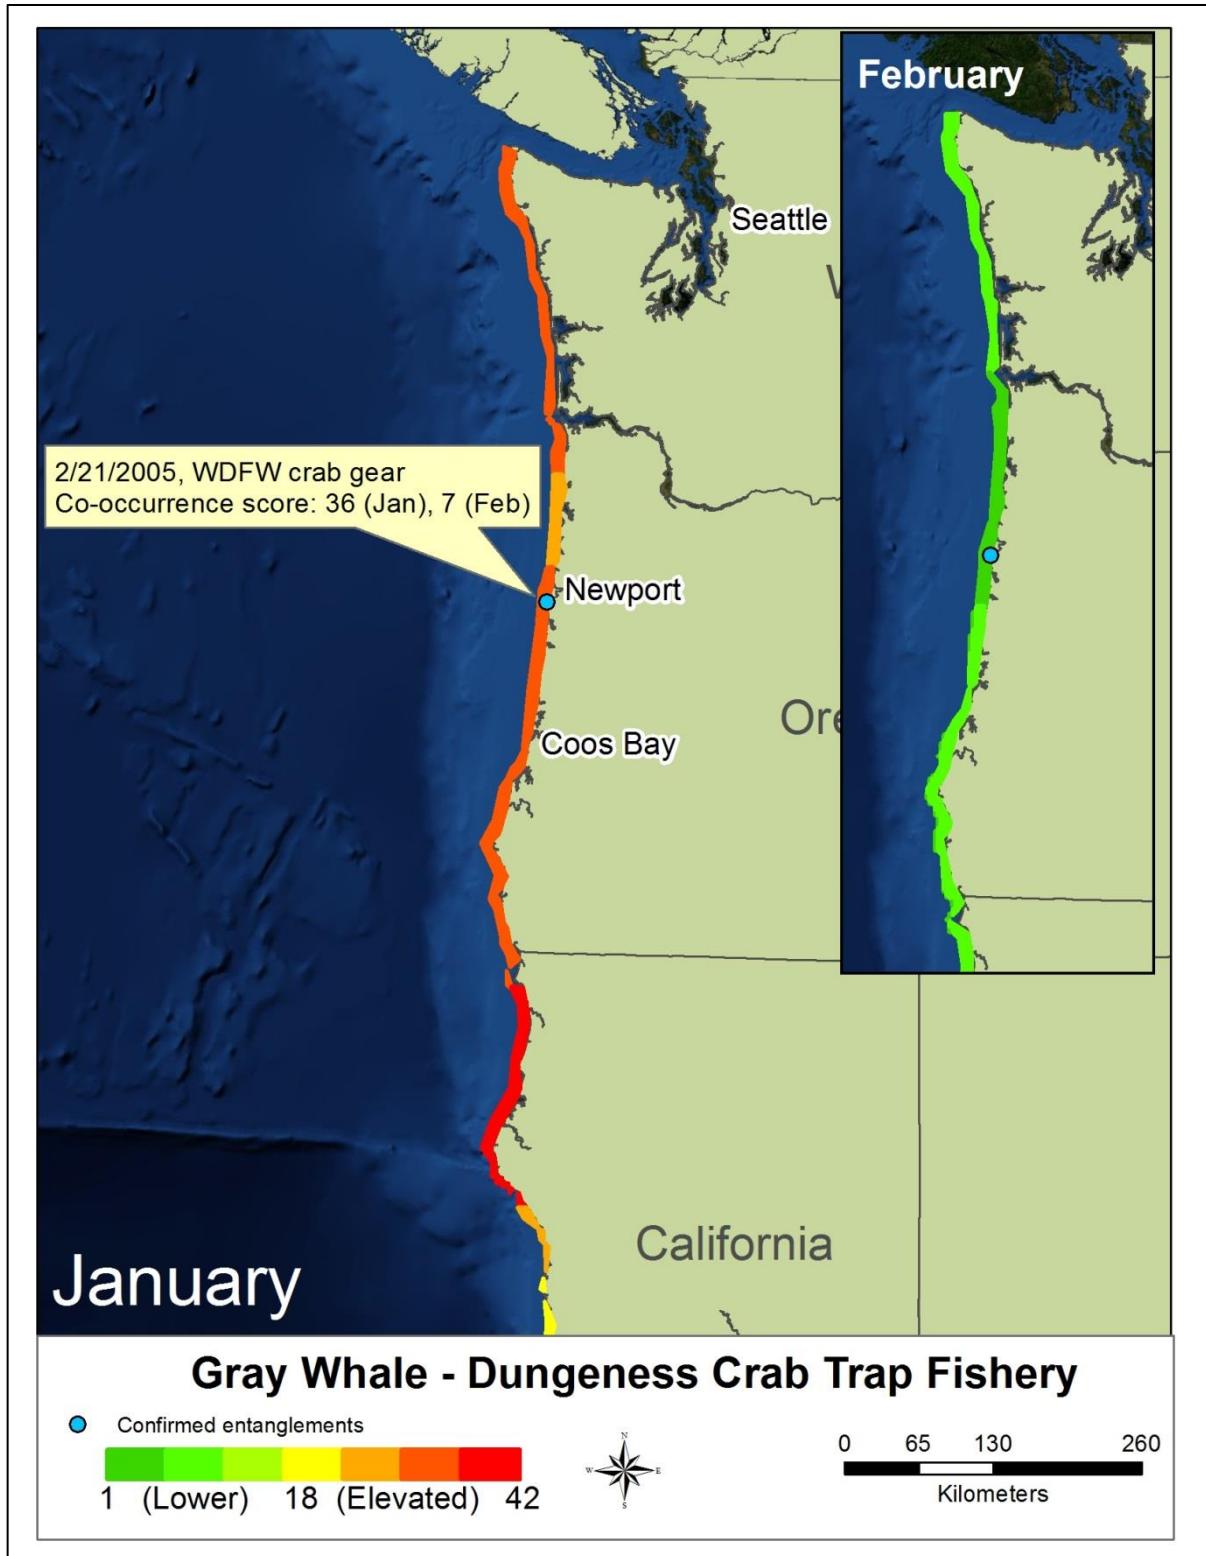 February
Seattle
W
2/21/2005, WDFW crab gear
Co-occurrence score: 36 (Jan), 7 (Feb)
Newport
Ore
Coos Bay
California
January
Gray Whale - Dungeness Crab Trap Fishery
Confirmed entanglements
1 (Lower) 18 (Elevated) 42
N
W E
S
0 65 130 260
Kilometers